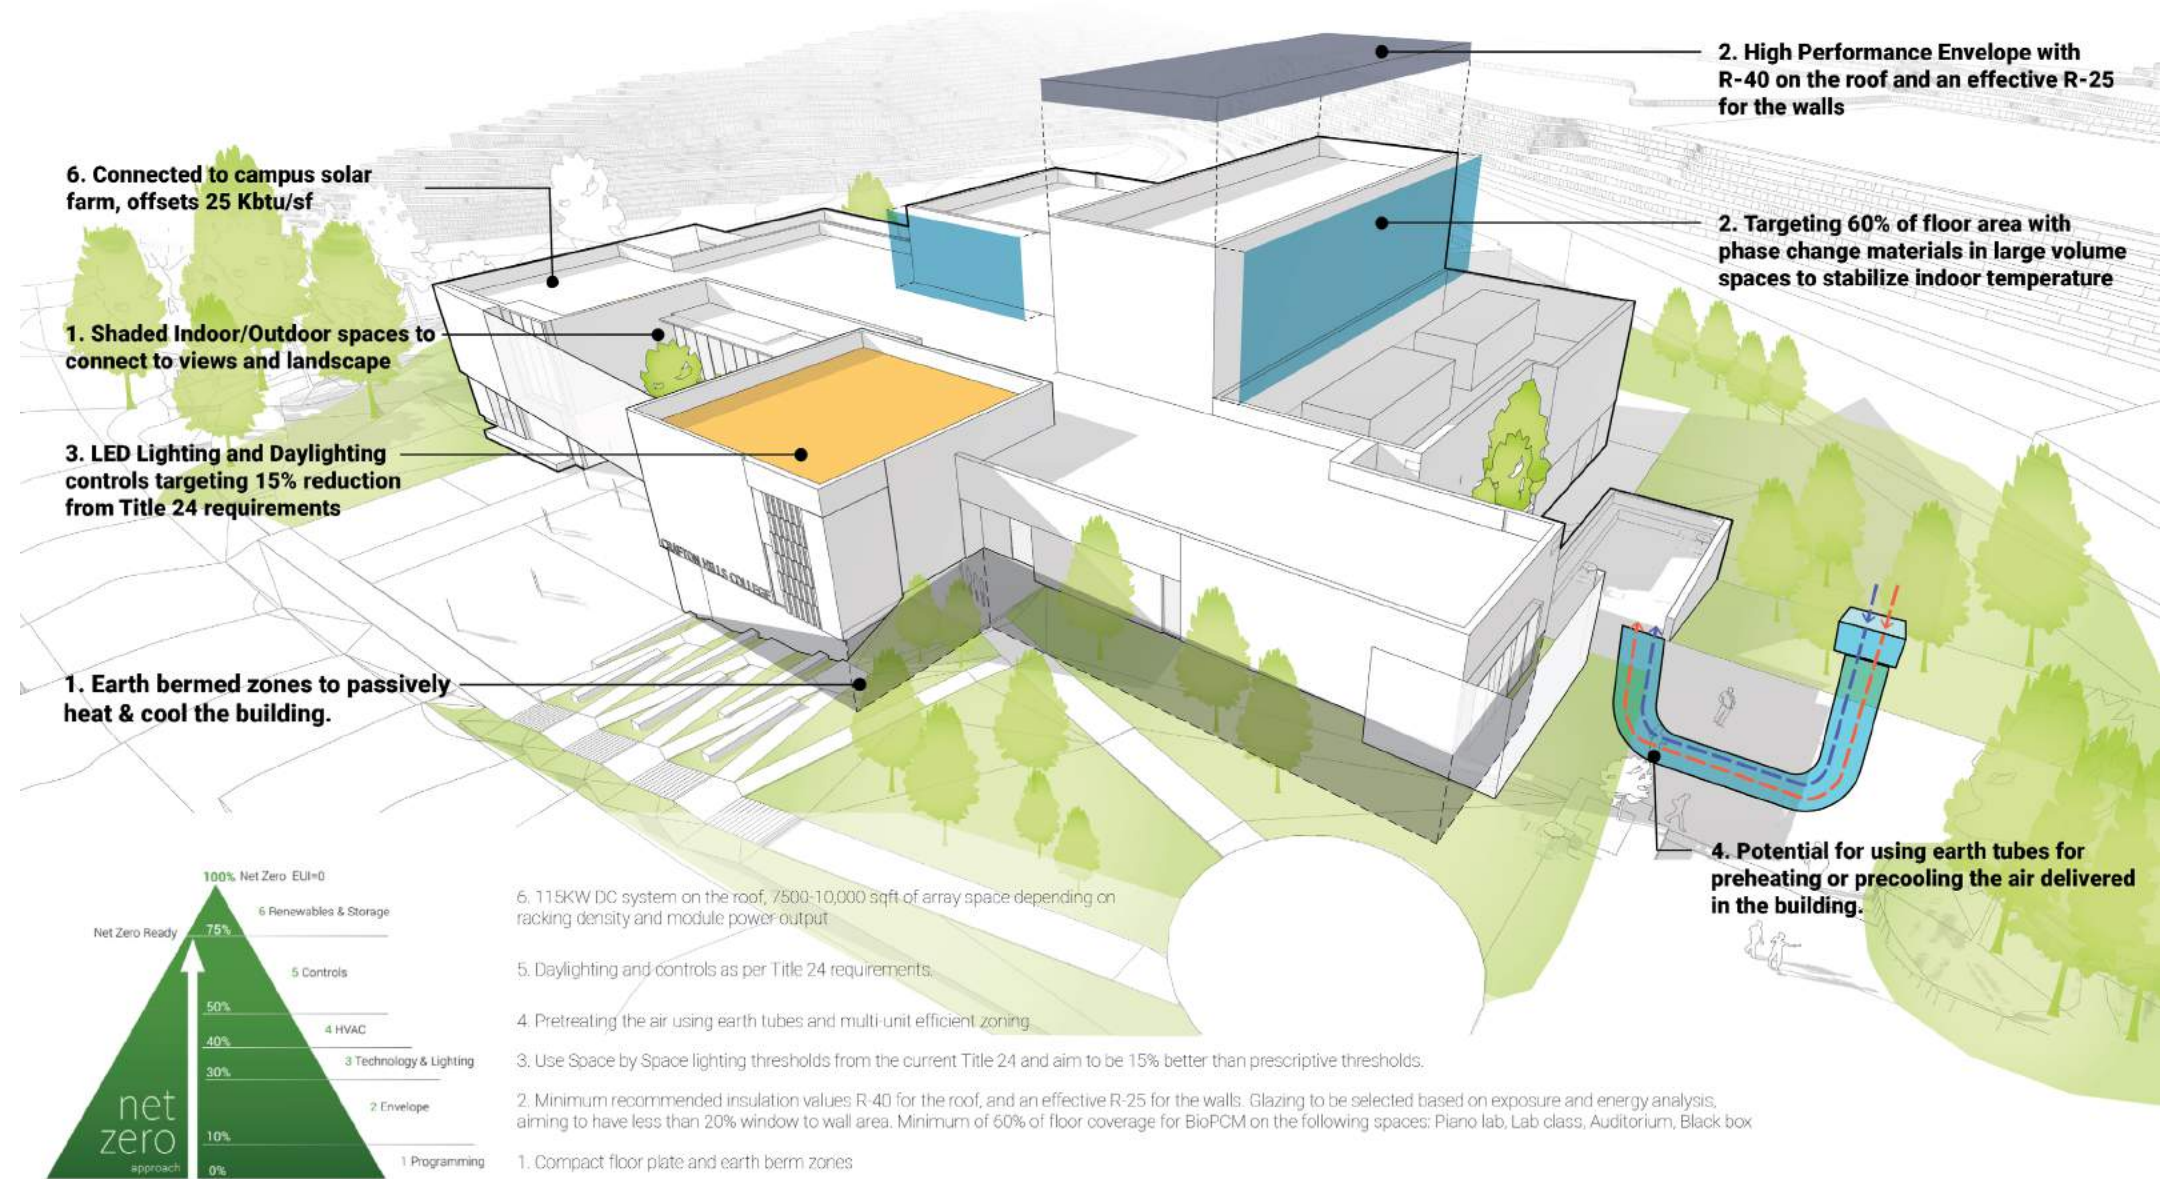 2. High Performance Envelope with
R-40 on the roof and an effective R-25
for the walls
6. Connected to campus solar
farm, offsets 25 Kbtu/sf
2. Targeting 60% of floor area with
phase change materials in large volume
spaces to stabilize indoor temperature
1. Shaded Indoor/Outdoor spaces to
connect to views and landscape
3. LED Lighting and Daylighting
controls targeting 15% reduction
from Title 24 requirements
CRAFTON HILLS COLLEGE
1. Earth bermed zones to passively
heat & cool the building.
4. Potential for using earth tubes for
preheating or precooling the air delivered
in the building.
100% Net Zero EUI=0
6 Renewables & Storage
Net Zero Ready
75%
5 Controls
50%
4 HVAC
40%
3 Technology & Lighting
30%
2 Envelope
net
zero
approach
10%
1 Programming
0%
6. 115KW DC system on the roof, 7500-10,000 sqft of array space depending on
racking density and module power output
5. Daylighting and controls as per Title 24 requirements.
4. Pretreating the air using earth tubes and multi-unit efficient zoning
3. Use Space by Space lighting thresholds from the current Title 24 and aim to be 15% better than prescriptive thresholds.
2. Minimum recommended insulation values R-40 for the roof, and an effective R-25 for the walls. Glazing to be selected based on exposure and energy analysis,
aiming to have less than 20% window to wall area. Minimum of 60% of floor coverage for BioPCM on the following spaces: Piano lab, Lab class, Auditorium, Black box
1. Compact floor plate and earth berm zones